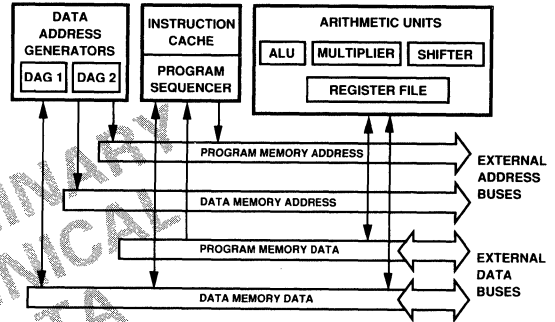 DATA
ADDRESS
GENERATORS
DAG 1
DAG 2
INSTRUCTION
CACHE
PROGRAM
SEQUENCER
ARITHMETIC UNITS
ALU
MULTIPLIER
SHIFTER
REGISTER FILE
PROGRAM MEMORY ADDRESS
DATA MEMORY ADDRESS
EXTERNAL
ADDRESS
BUSES
PROGRAM MEMORY DATA
DATA MEMORY DATA
EXTERNAL
DATA
BUSES